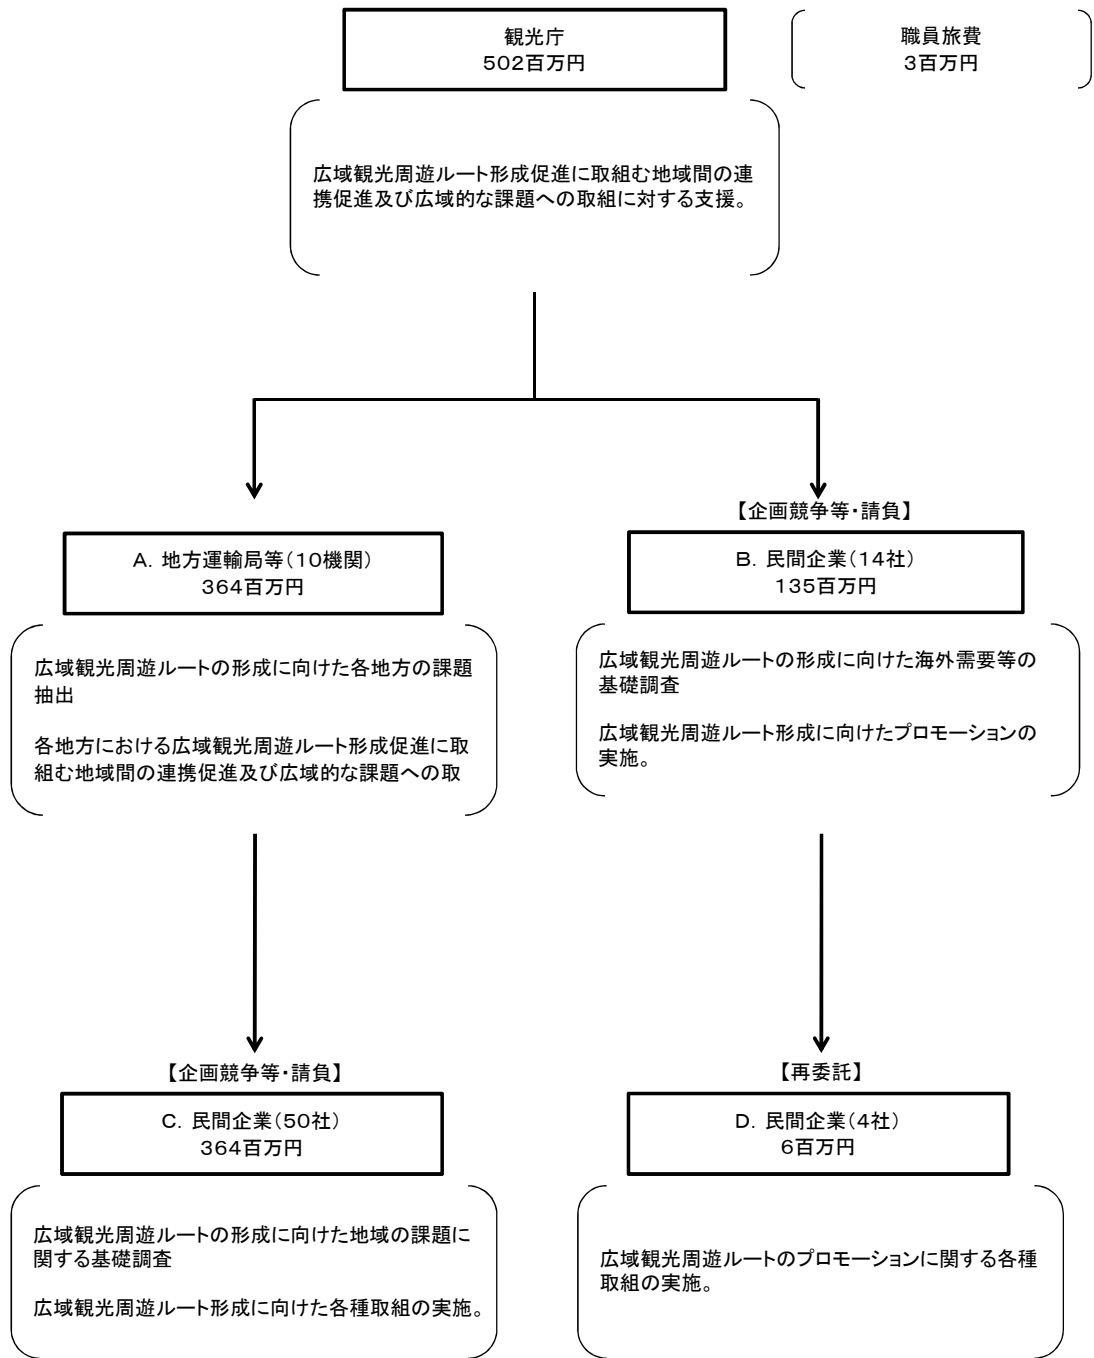 観光庁
502百万円
職員旅費
3百万円
広域観光周遊ルート形成促進に取組む地域間の連
携促進及び広域的な課題への取組に対する支援。
【企画競争等・請負】
A. 地方運輸局等（10機関）
364百万円
B. 民間企業（14社）
135百万円
広域観光周遊ルートの形成に向けた各地方の課題
抽出
各地方における広域観光周遊ルート形成促進に取
組む地域間の連携促進及び広域的な課題への取
広域観光周遊ルートの形成に向けた海外需要等の
基礎調査
広域観光周遊ルート形成に向けたプロモーションの
実施。
【企画競争等・請負】
C. 民間企業（50社）
364百万円
【再委託】
D. 民間企業（4社）
6百万円
広域観光周遊ルートの形成に向けた地域の課題に
関する基礎調査
広域観光周遊ルート形成に向けた各種取組の実施。
広域観光周遊ルートのプロモーションに関する各種
取組の実施。